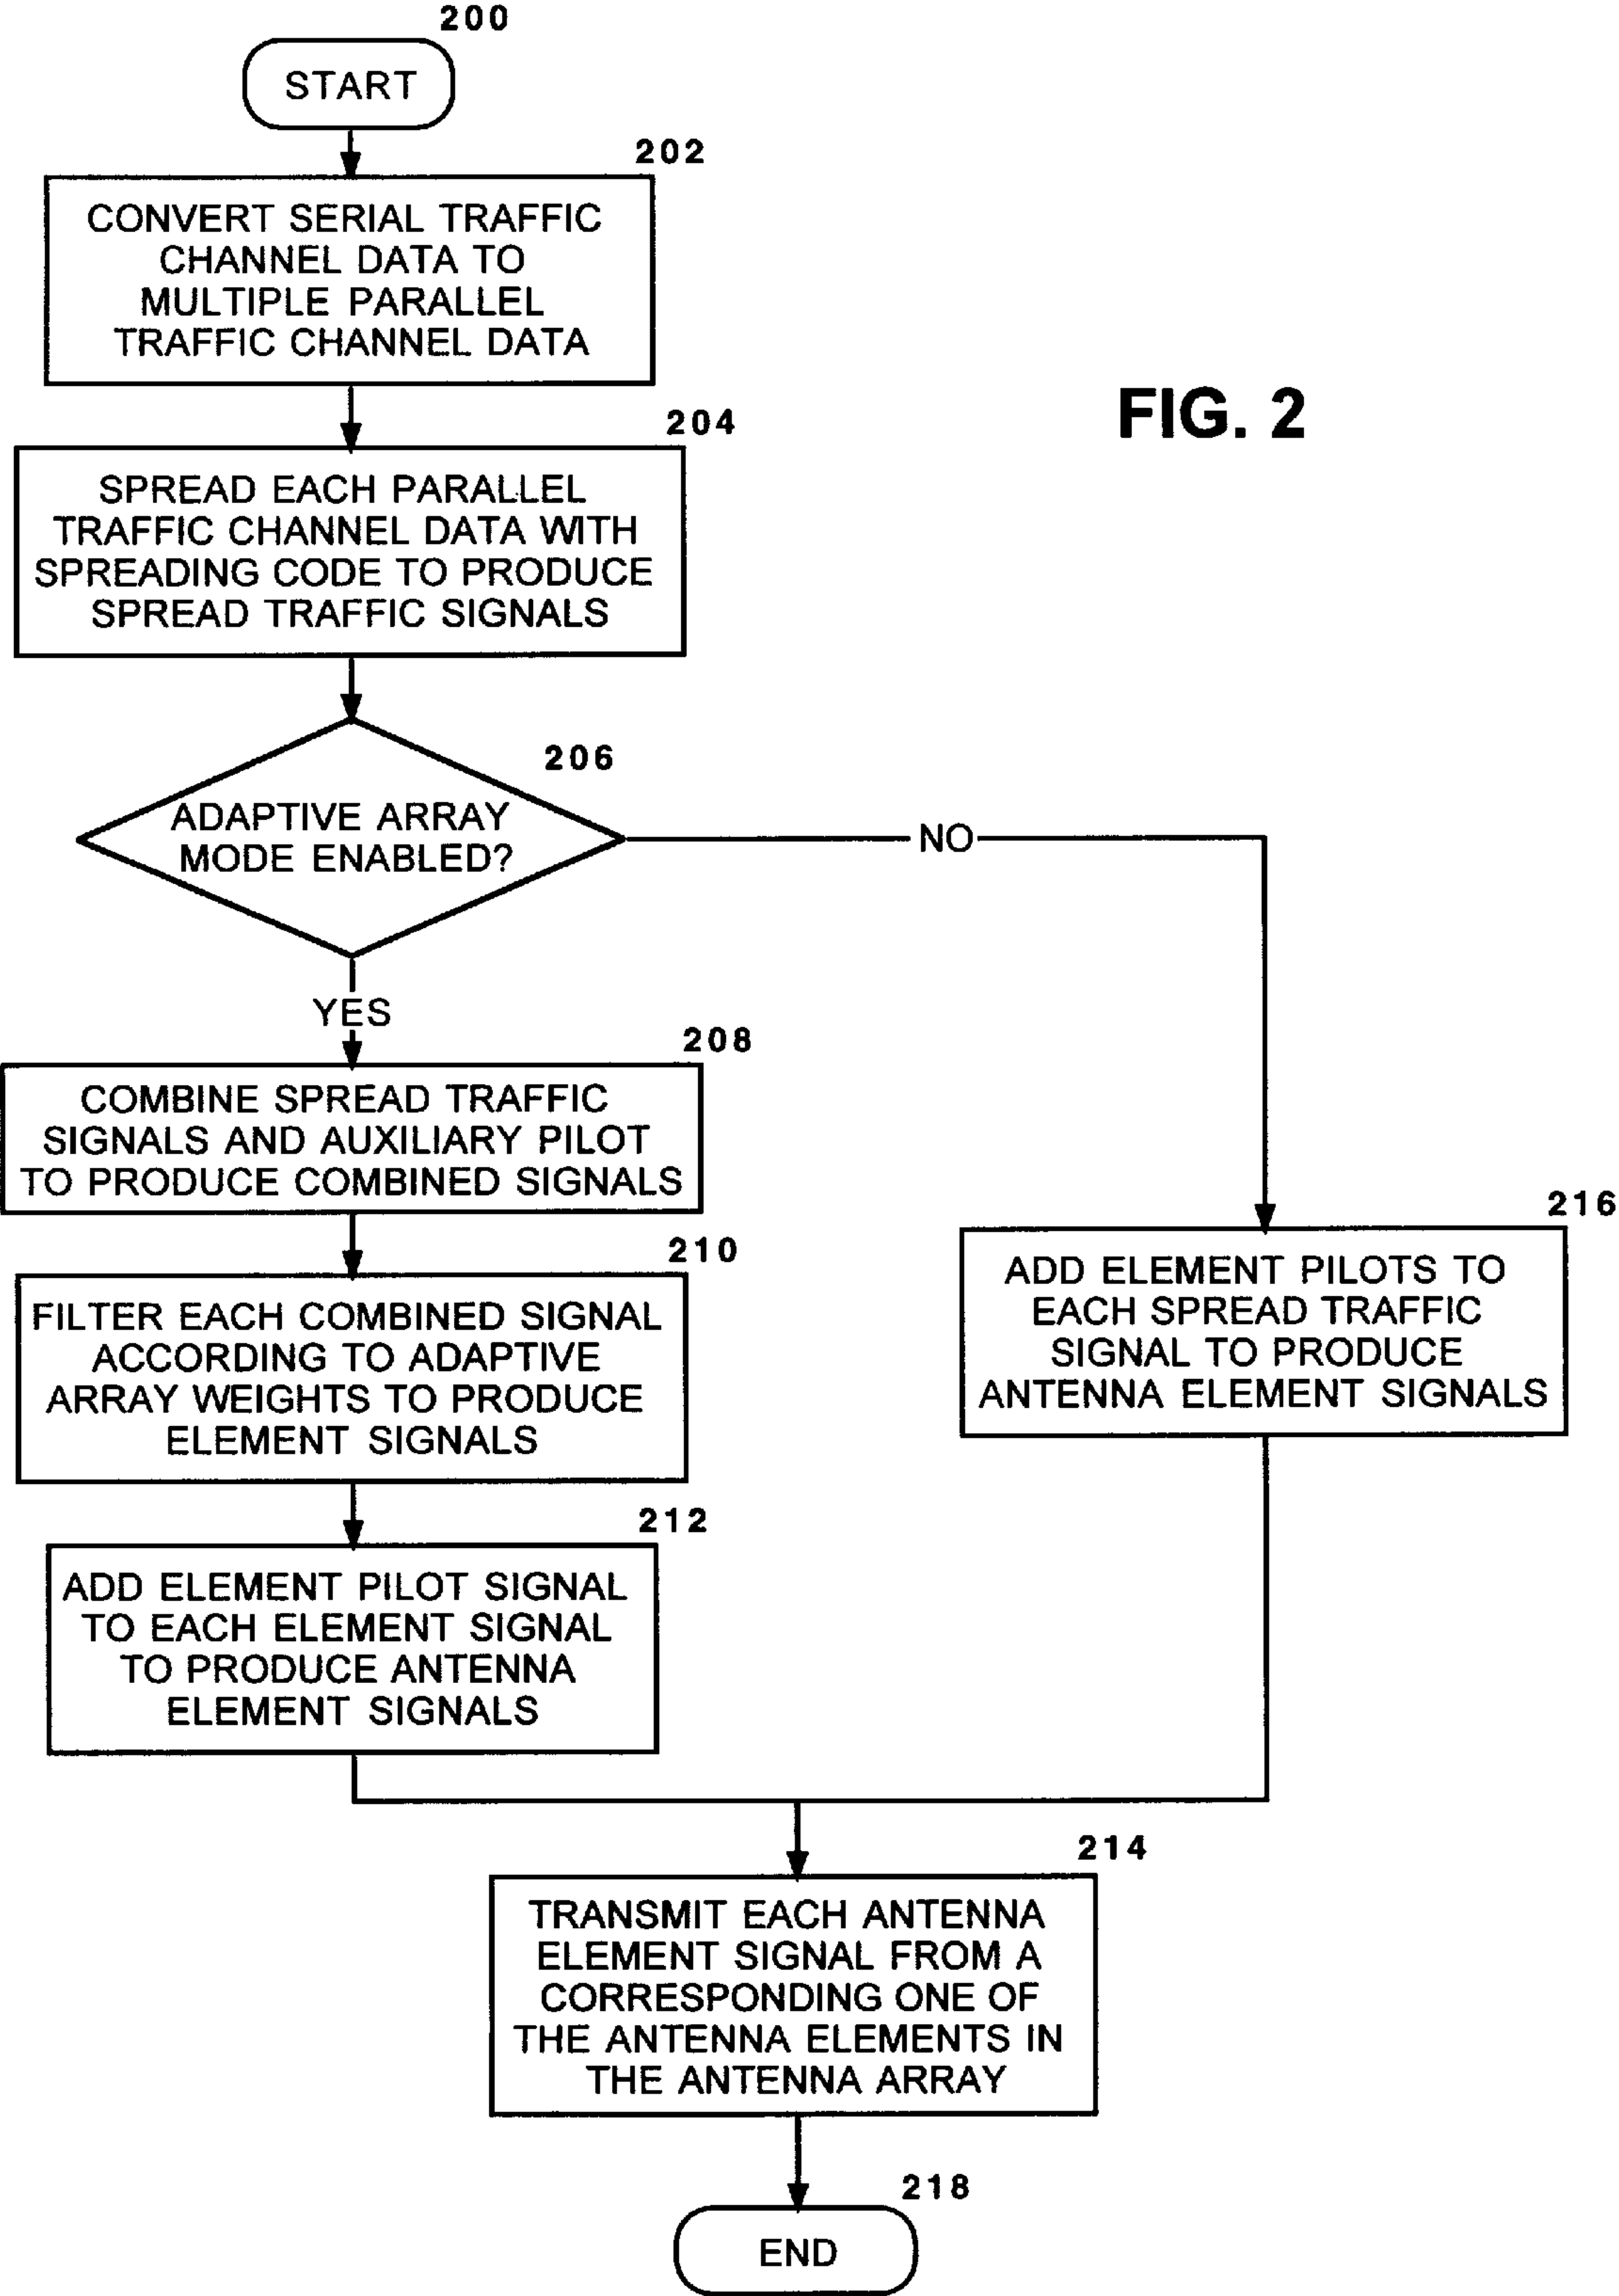 200
START
202
CONVERT SERIAL TRAFFIC
CHANNEL DATA TO
MULTIPLE PARALLEL
TRAFFIC CHANNEL DATA
FIG. 2
204
SPREAD EACH PARALLEL
TRAFFIC CHANNEL DATA WITH
SPREADING CODE TO PRODUCE
SPREAD TRAFFIC SIGNALS
206
ADAPTIVE ARRAY
MODE ENABLED?
NO
YES
208
COMBINE SPREAD TRAFFIC
SIGNALS AND AUXILIARY PILOT
TO PRODUCE COMBINED SIGNALS
210
FILTER EACH COMBINED SIGNAL
ACCORDING TO ADAPTIVE
ARRAY WEIGHTS TO PRODUCE
ELEMENT SIGNALS
216
ADD ELEMENT PILOTS TO
EACH SPREAD TRAFFIC
SIGNAL TO PRODUCE
ANTENNA ELEMENT SIGNALS
212
ADD ELEMENT PILOT SIGNAL
TO EACH ELEMENT SIGNAL
TO PRODUCE ANTENNA
ELEMENT SIGNALS
214
TRANSMIT EACH ANTENNA
ELEMENT SIGNAL FROM A
CORRESPONDING ONE OF
THE ANTENNA ELEMENTS IN
THE ANTENNA ARRAY
218
END